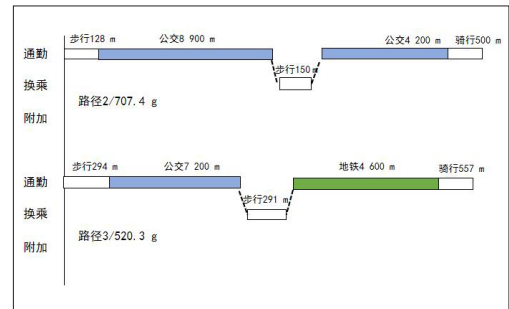 步行128 m 公交8 900 m 公交4 200 m 骑行500 m
通勤
步行150m
换乘
路径2/707.4 g
附加
步行294 m 公交7 200 m 地铁4 600 m 骑行557 m
通勤
步行291 m
换乘
路径3/520.3 g
附加